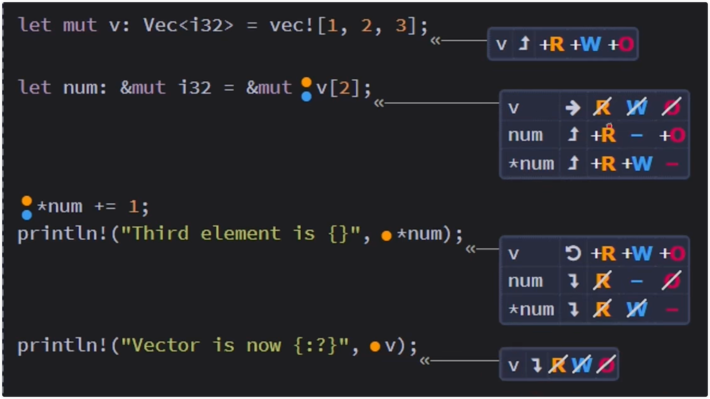 let mut v: Vec<i32> = vec![1, 2, 3];
« v ↥ +R +W +O
let num: &mut i32 = &mut v[2];
« v → R W O
num ↥ +R - +O
*num ↥ +R +W -
*num += 1;
println!("Third element is {}", *num);
« v ↻ +R +W +O
num ↴ R - O
*num ↴ R W -
println!("Vector is now {:?}", v);
« v ↴ R W O